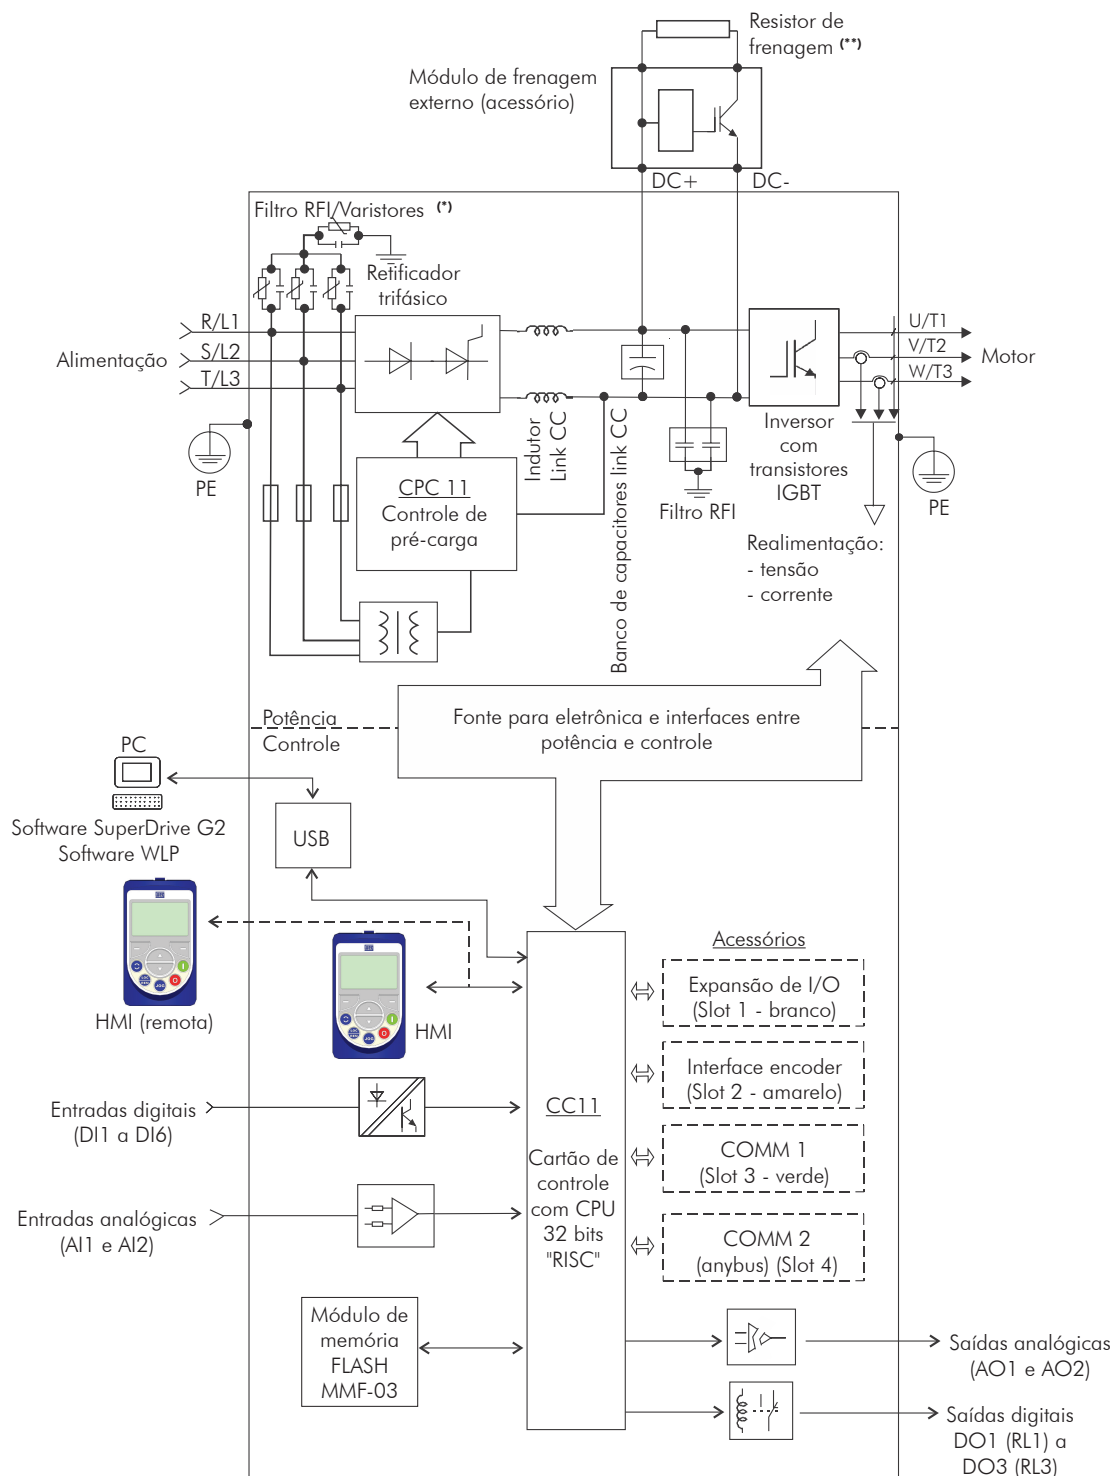 Resistor de
frenagem (**)
Módulo de frenagem
externo (acessório)
DC+
DC-
Filtro RFI/Varistores (*)
Retificador
trifásico
R/L1
S/L2
T/L3
Alimentação
PE
CPC 11
Controle de
pré-carga
Indutor
Link CC
Banco de capacitores link CC
Filtro RFI
Inversor
com
transistores
IGBT
U/T1
V/T2
W/T3
Motor
PE
Realimentação:
- tensão
- corrente
Potência
Controle
Fonte para eletrônica e interfaces entre
potência e controle
PC
Software SuperDrive G2
Software WLP
USB
HMI (remota)
HMI
Entradas digitais
(DI1 a DI6)
Entradas analógicas
(AI1 e AI2)
Módulo de
memória
FLASH
MMF-03
CC11
Cartão de
controle
com CPU
32 bits
"RISC"
Acessórios
Expansão de I/O
(Slot 1 - branco)
Interface encoder
(Slot 2 - amarelo)
COMM 1
(Slot 3 - verde)
COMM 2
(anybus) (Slot 4)
Saídas analógicas
(AO1 e AO2)
Saídas digitais
DO1 (RL1) a
DO3 (RL3)